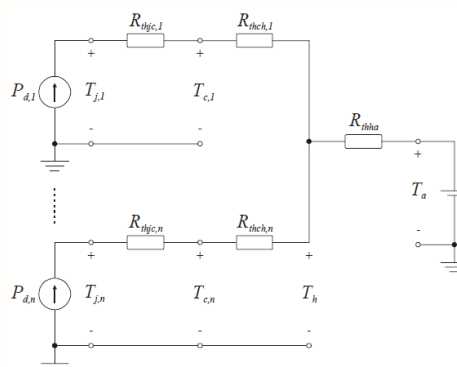 R_thjc,1 R_thch,1
+ + 
P_d,1 T_j,1 T_c,1
- -
R_thha
+
T_a
-
R_thjc,n R_thch,n
+ + +
P_d,n T_j,n T_c,n T_h
- - -